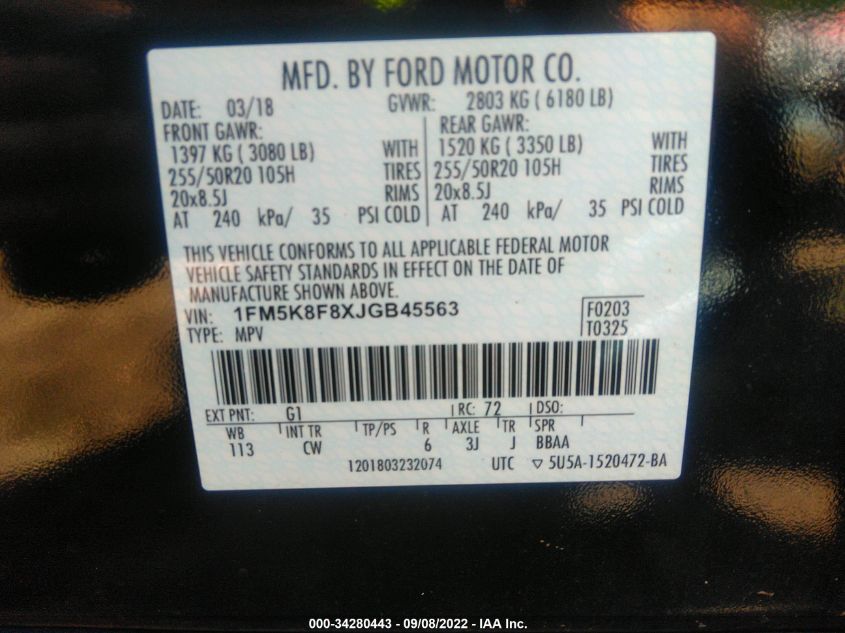 MFD. BY FORD MOTOR CO.
DATE: 03/18 GVWR: 2803 KG ( 6180 LB)
FRONT GAWR: REAR GAWR:
1397 KG ( 3080 LB) WITH 1520 KG ( 3350 LB) WITH
255/50R20 105H TIRES 255/50R20 105H TIRES
20x8.5J RIMS 20x8.5J RIMS
AT 240 kPa/ 35 PSI COLD AT 240 kPa/ 35 PSI COLD
THIS VEHICLE CONFORMS TO ALL APPLICABLE FEDERAL MOTOR
VEHICLE SAFETY STANDARDS IN EFFECT ON THE DATE OF
MANUFACTURE SHOWN ABOVE.
VIN: 1FM5K8F8XJGB45563 F0203
TYPE: MPV T0325
EXT PNT: G1 RC: 72 DSO:
WB INT TR TP/PS R AXLE TR SPR
113 CW 6 3J J BBAA
1201803232074 UTC ▽ 5U5A-1520472-BA
000-34280443 - 09/08/2022 - IAA Inc.